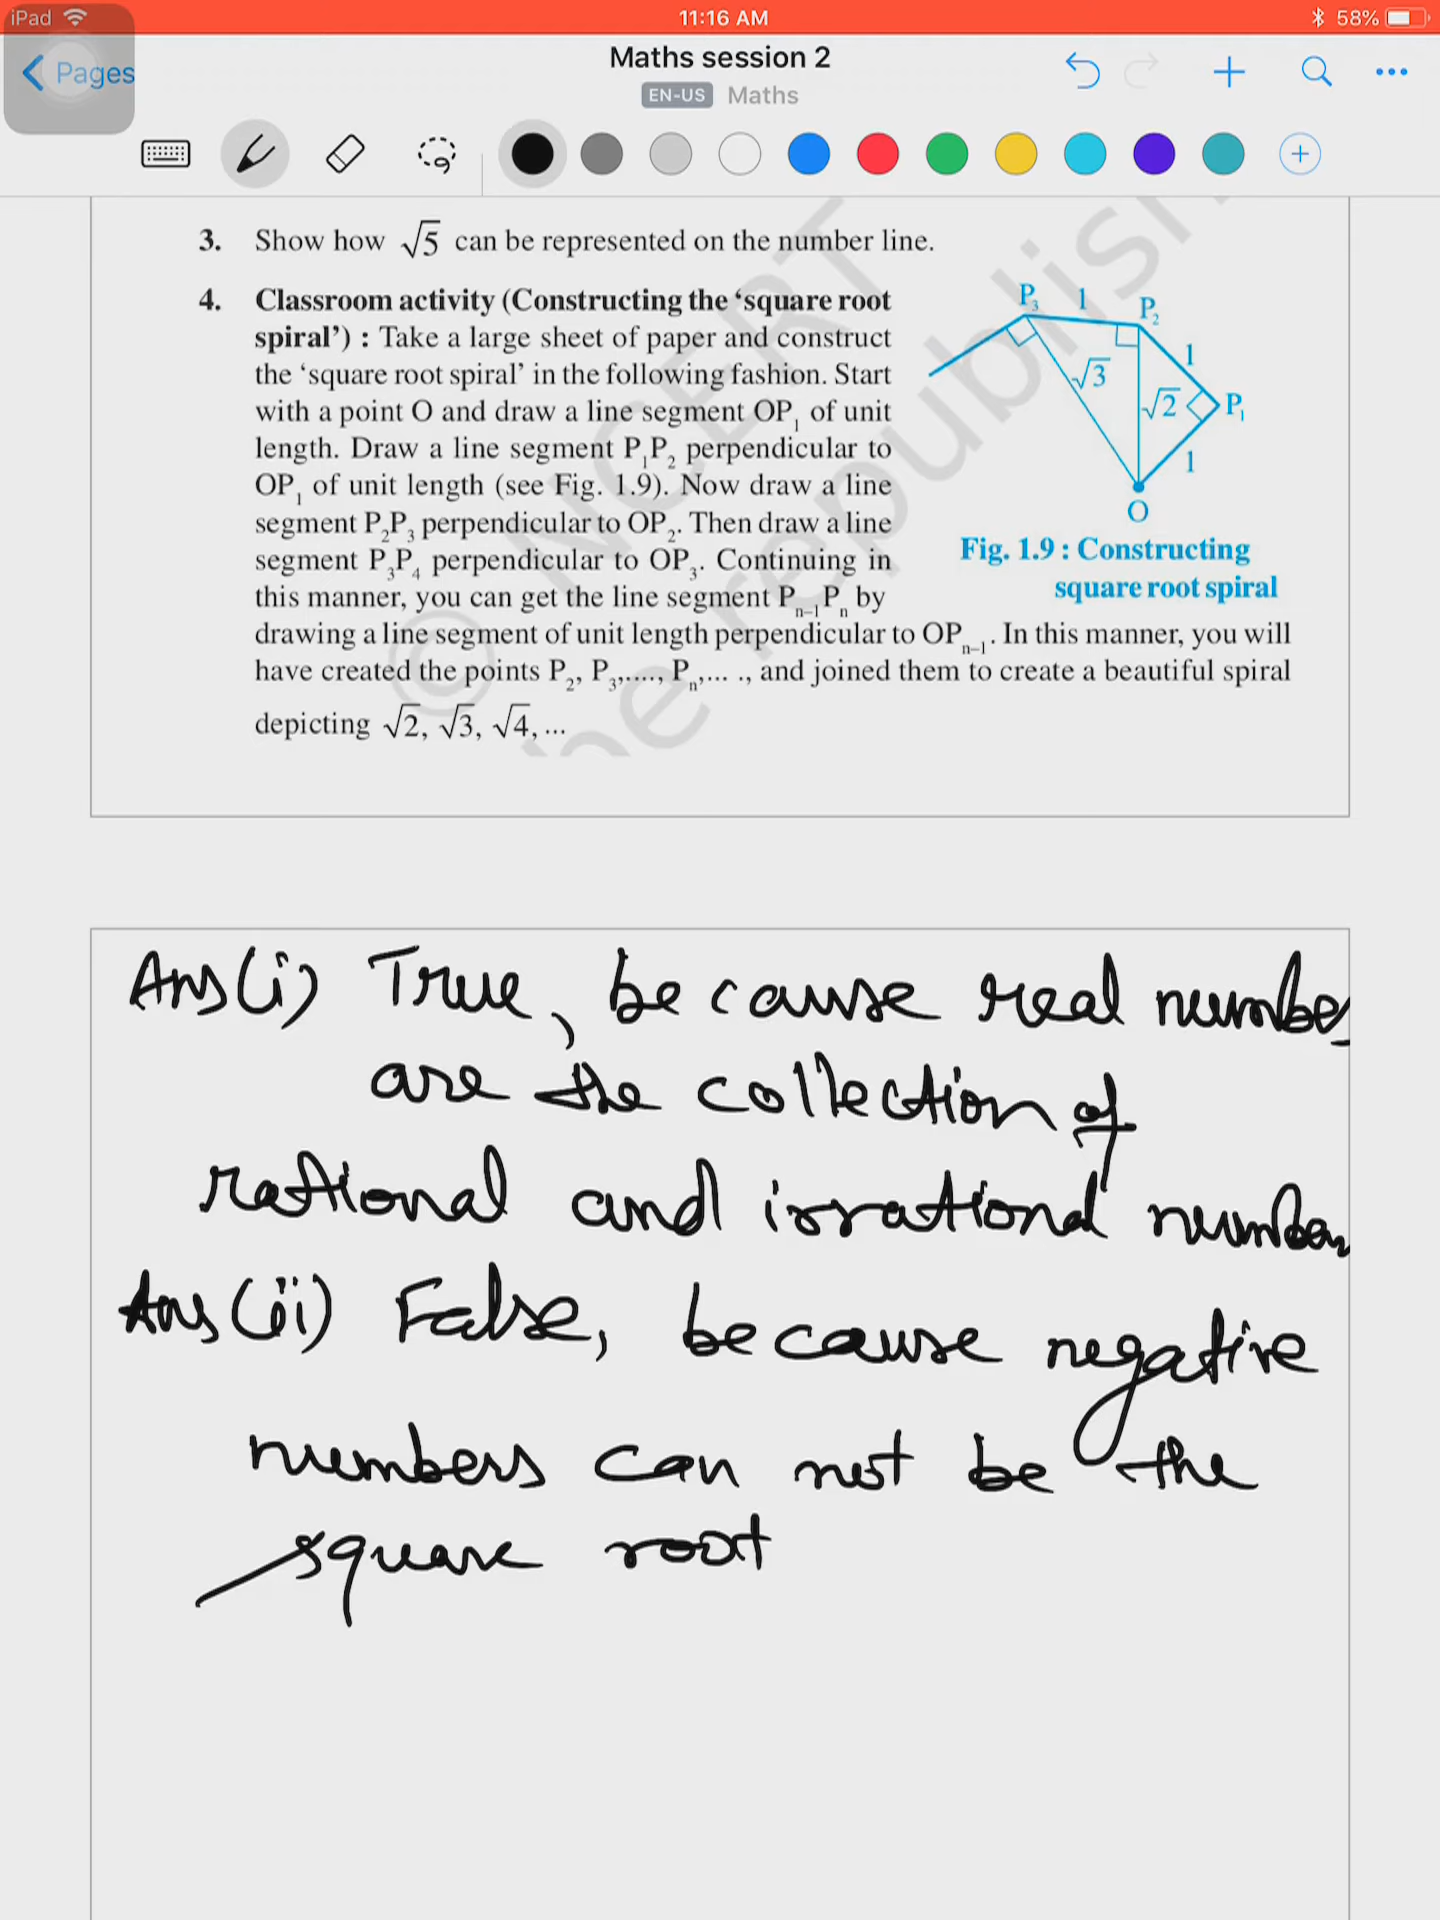 iPad 11:16 AM 58%
Pages Maths session 2
EN-US Maths
3. Show how √5 can be represented on the number line.
4. Classroom activity (Constructing the ‘square root
spiral’) : Take a large sheet of paper and construct
the ‘square root spiral’ in the following fashion. Start
with a point O and draw a line segment OP₁ of unit
length. Draw a line segment P₁P₂ perpendicular to
OP₁ of unit length (see Fig. 1.9). Now draw a line
segment P₂P₃ perpendicular to OP₂. Then draw a line
segment P₃P₄ perpendicular to OP₃. Continuing in
this manner, you can get the line segment Pₙ₋₁Pₙ by
drawing a line segment of unit length perpendicular to OPₙ₋₁. In this manner, you will
have created the points P₂, P₃,...., Pₙ,... ., and joined them to create a beautiful spiral
depicting √2, √3, √4, ...
P₃ 1 P₂
1
√3
√2 P₁
1
O
Fig. 1.9 : Constructing
square root spiral
© NCERT
be republish
Ans(i) True, because real number
are the collection of
rational and irrational number
Ans(ii) False, because negative
numbers can not be the
square root